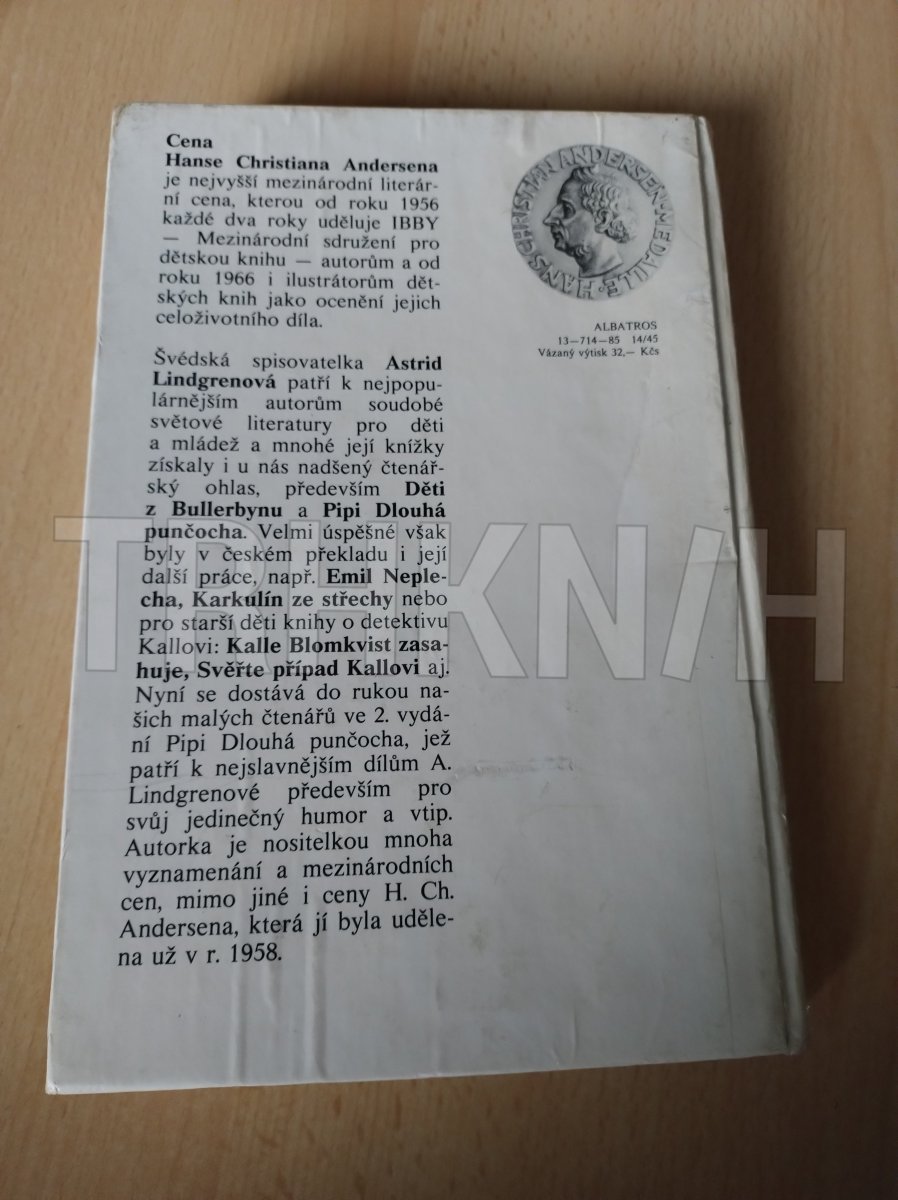 Cena
Hanse Christiana Andersena
je nejvyšší mezinárodní literár-
ní cena, kterou od roku 1956
každé dva roky uděluje IBBY
— Mezinárodní sdružení pro
dětskou knihu — autorům a od
roku 1966 i ilustrátorům dět-
ských knih jako ocenění jejich
celoživotního díla.
Švédská spisovatelka Astrid
Lindgrenová patří k nejpopu-
lárnějším autorům soudobé
světové literatury pro děti
a mládež a mnohé její knížky
získaly i u nás nadšený čtenář-
ský ohlas, především Děti
z Bullerbynu a Pipi Dlouhá
punčocha. Velmi úspěšné však
byly v českém překladu i její
další práce, např. Emil Neple-
cha, Karkulín ze střechy nebo
pro starší děti knihy o detektivu
Kallovi: Kalle Blomkvist zasa-
huje, Svěřte případ Kallovi aj.
Nyní se dostává do rukou na-
šich malých čtenářů ve 2. vydá-
ní Pipi Dlouhá punčocha, jež
patří k nejslavnějším dílům A.
Lindgrenové především pro
svůj jedinečný humor a vtip.
Autorka je nositelkou mnoha
vyznamenání a mezinárodních
cen, mimo jiné i ceny H. Ch.
Andersena, která jí byla uděle-
na už v r. 1958.
HANS CHRISTIAN ANDERSEN-MEDAILLE
ALBATROS
13—714—85 14/45
Vázaný výtisk 32,— Kčs
TRHKNIH